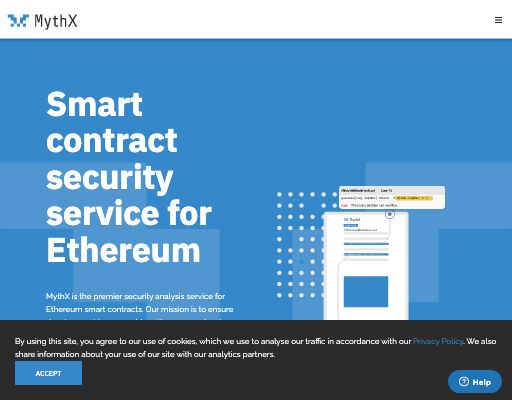 MythX
Smart
contract
security
service for
Ethereum
MythX is the premier security analysis service for
Ethereum smart contracts. Our mission is to ensure
By using this site, you agree to our use of cookies, which we use to analyse our traffic in accordance with our Privacy Policy. We also
share information about your use of our site with our analytics partners.
ACCEPT
Help